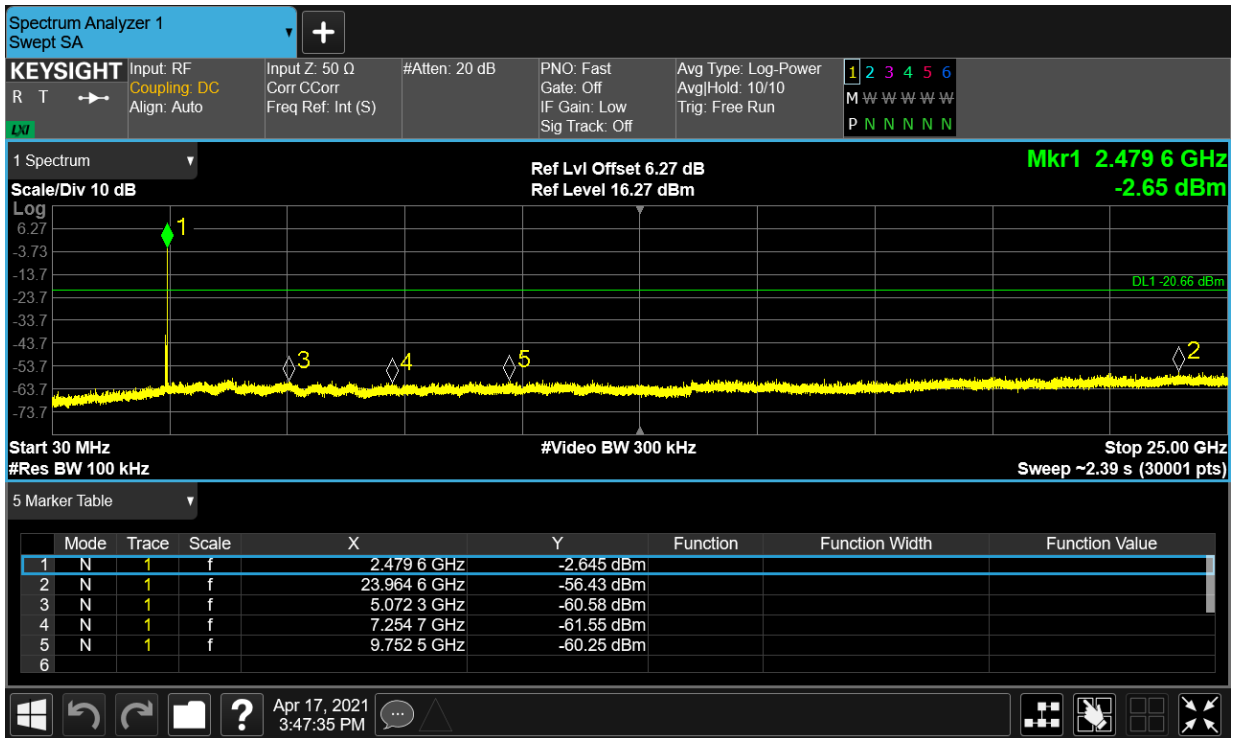 Spectrum Analyzer 1
Swept SA
KEYSIGHT
R T
LXI
Input: RF
Coupling: DC
Align: Auto
Input Z: 50 Ω
Corr CCorr
Freq Ref: Int (S)
#Atten: 20 dB
PNO: Fast
Gate: Off
IF Gain: Low
Sig Track: Off
Avg Type: Log-Power
Avg|Hold: 10/10
Trig: Free Run
1 2 3 4 5 6
M W W W W W
P N N N N N
1 Spectrum
Scale/Div 10 dB
Ref Lvl Offset 6.27 dB
Ref Level 16.27 dBm
Mkr1 2.479 6 GHz
-2.65 dBm
Log
6.27
-3.73
-13.7
-23.7
-33.7
-43.7
-53.7
-63.7
-73.7
1
3
4
5
2
DL1 -20.66 dBm
Start 30 MHz
#Res BW 100 kHz
#Video BW 300 kHz
Stop 25.00 GHz
Sweep ~2.39 s (30001 pts)
5 Marker Table
Mode Trace Scale X Y Function Function Width Function Value
1 N 1 f 2.479 6 GHz -2.645 dBm
2 N 1 f 23.964 6 GHz -56.43 dBm
3 N 1 f 5.072 3 GHz -60.58 dBm
4 N 1 f 7.254 7 GHz -61.55 dBm
5 N 1 f 9.752 5 GHz -60.25 dBm
6
?
Apr 17, 2021
3:47:35 PM